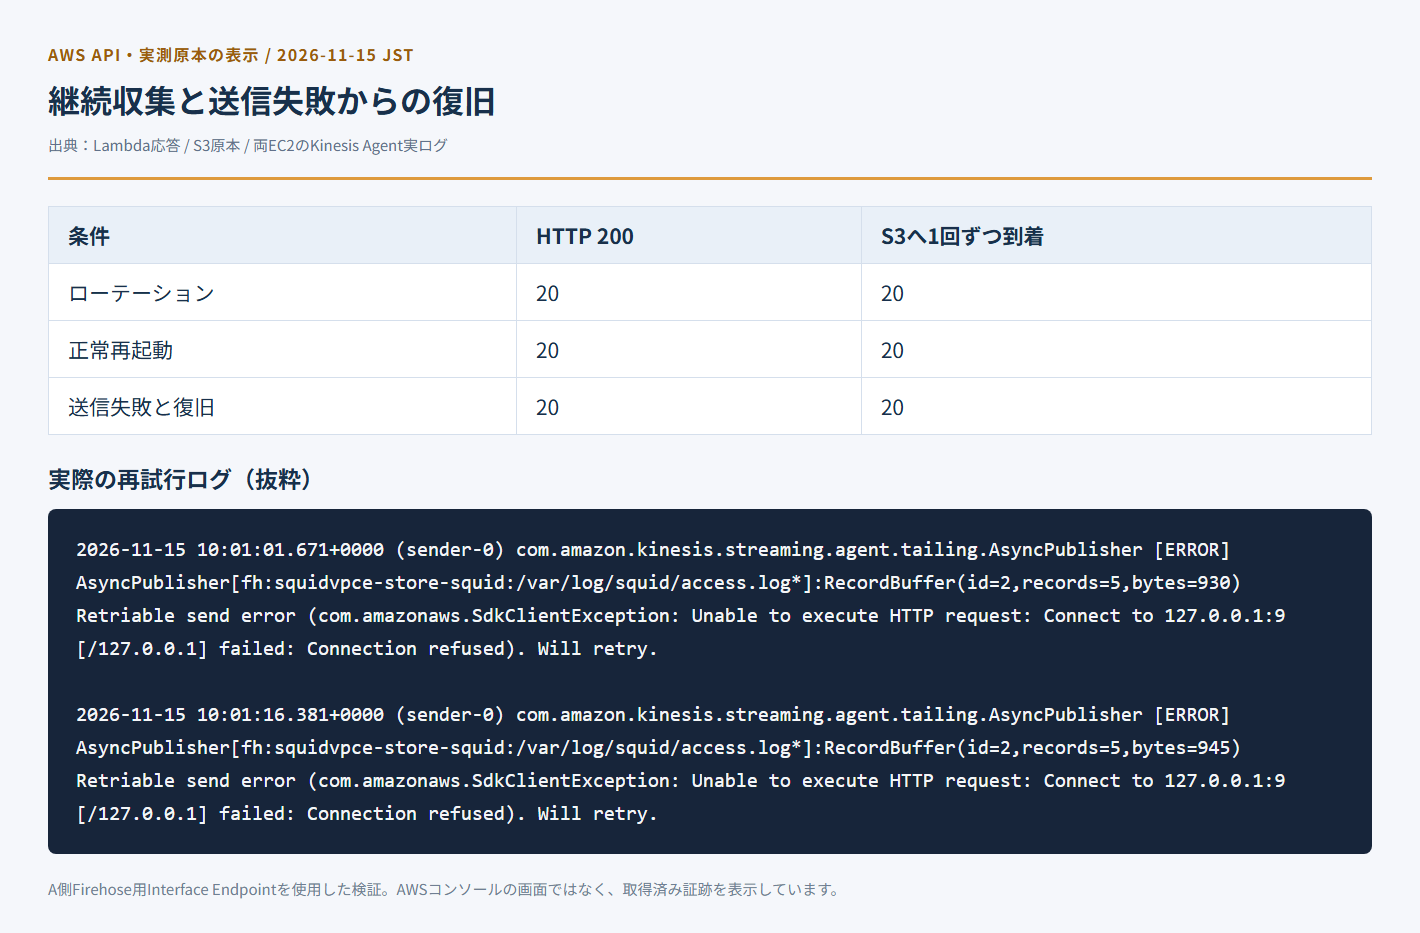 AWS API・実測原本の表示 / 2026-11-15 JST
継続収集と送信失敗からの復旧
出典：Lambda応答 / S3原本 / 両EC2のKinesis Agent実ログ
条件 HTTP 200 S3へ1回ずつ到着
ローテーション 20 20
正常再起動 20 20
送信失敗と復旧 20 20
実際の再試行ログ（抜粋）
2026-11-15 10:01:01.671+0000 (sender-0) com.amazon.kinesis.streaming.agent.tailing.AsyncPublisher [ERROR]
AsyncPublisher[fh:squidvpce-store-squid:/var/log/squid/access.log*]:RecordBuffer(id=2,records=5,bytes=930)
Retriable send error (com.amazonaws.SdkClientException: Unable to execute HTTP request: Connect to 127.0.0.1:9
[/127.0.0.1] failed: Connection refused). Will retry.
2026-11-15 10:01:16.381+0000 (sender-0) com.amazon.kinesis.streaming.agent.tailing.AsyncPublisher [ERROR]
AsyncPublisher[fh:squidvpce-store-squid:/var/log/squid/access.log*]:RecordBuffer(id=2,records=5,bytes=945)
Retriable send error (com.amazonaws.SdkClientException: Unable to execute HTTP request: Connect to 127.0.0.1:9
[/127.0.0.1] failed: Connection refused). Will retry.
A側Firehose用Interface Endpointを使用した検証。AWSコンソールの画面ではなく、取得済み証跡を表示しています。